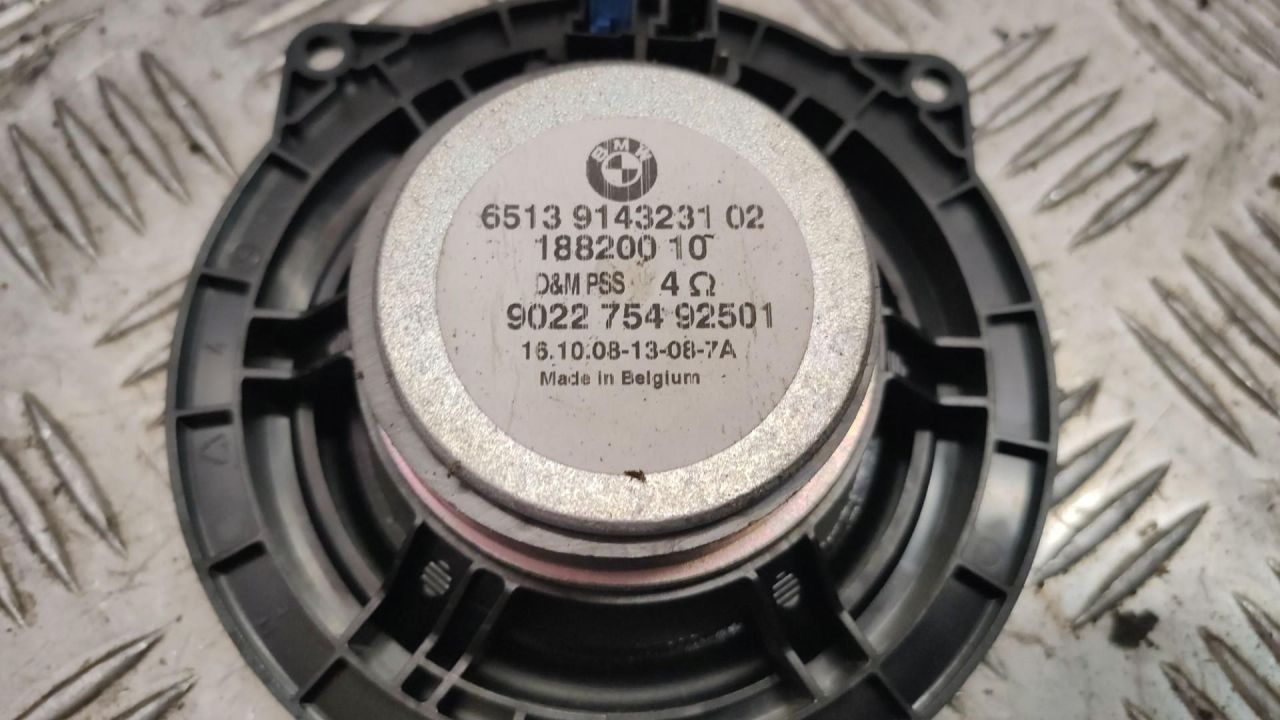 BMW
6513 9143231 02
188200 10
D&M PSS 4 Ω
9022 754 92501
16.10.08-13-08-7A
Made in Belgium